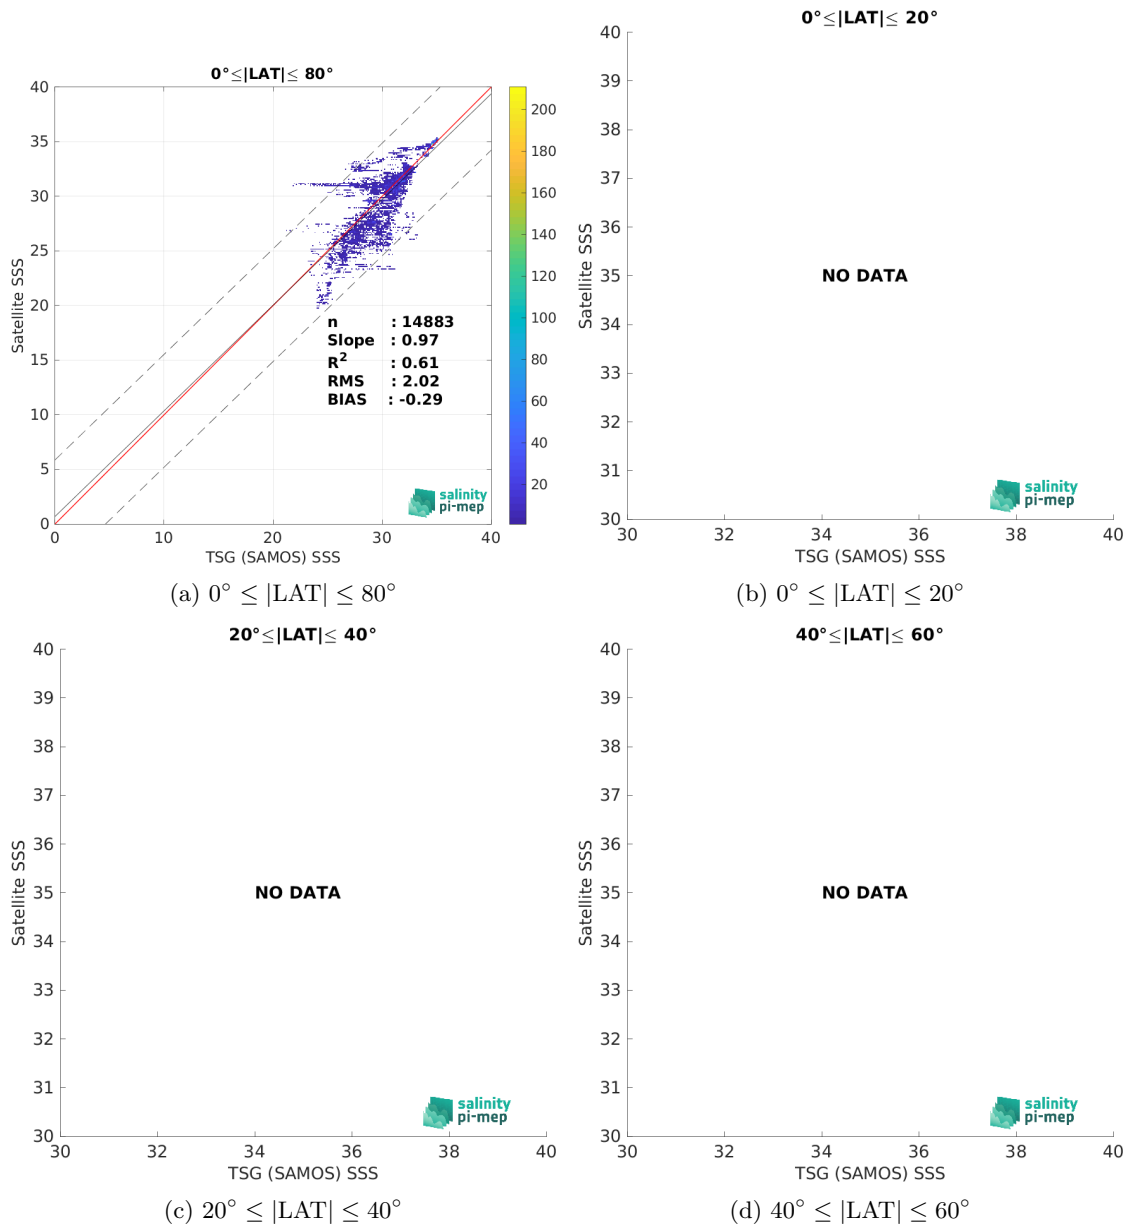 0°≤|LAT|≤ 80°
40
35
30
25
20
15
10
5
0
0
10
20
30
40
Satellite SSS
TSG (SAMOS) SSS
n : 14883
Slope : 0.97
R² : 0.61
RMS : 2.02
BIAS : -0.29
salinity
pi-mep
200
180
160
140
120
100
80
60
40
20
(a) 0° ≤ |LAT| ≤ 80°
0°≤|LAT|≤ 20°
40
39
38
37
36
35
34
33
32
31
30
30
32
34
36
38
40
Satellite SSS
NO DATA
salinity
pi-mep
TSG (SAMOS) SSS
(b) 0° ≤ |LAT| ≤ 20°
20°≤|LAT|≤ 40°
40
39
38
37
36
35
34
33
32
31
30
30
32
34
36
38
40
Satellite SSS
NO DATA
salinity
pi-mep
TSG (SAMOS) SSS
(c) 20° ≤ |LAT| ≤ 40°
40°≤|LAT|≤ 60°
40
39
38
37
36
35
34
33
32
31
30
30
32
34
36
38
40
Satellite SSS
NO DATA
salinity
pi-mep
TSG (SAMOS) SSS
(d) 40° ≤ |LAT| ≤ 60°